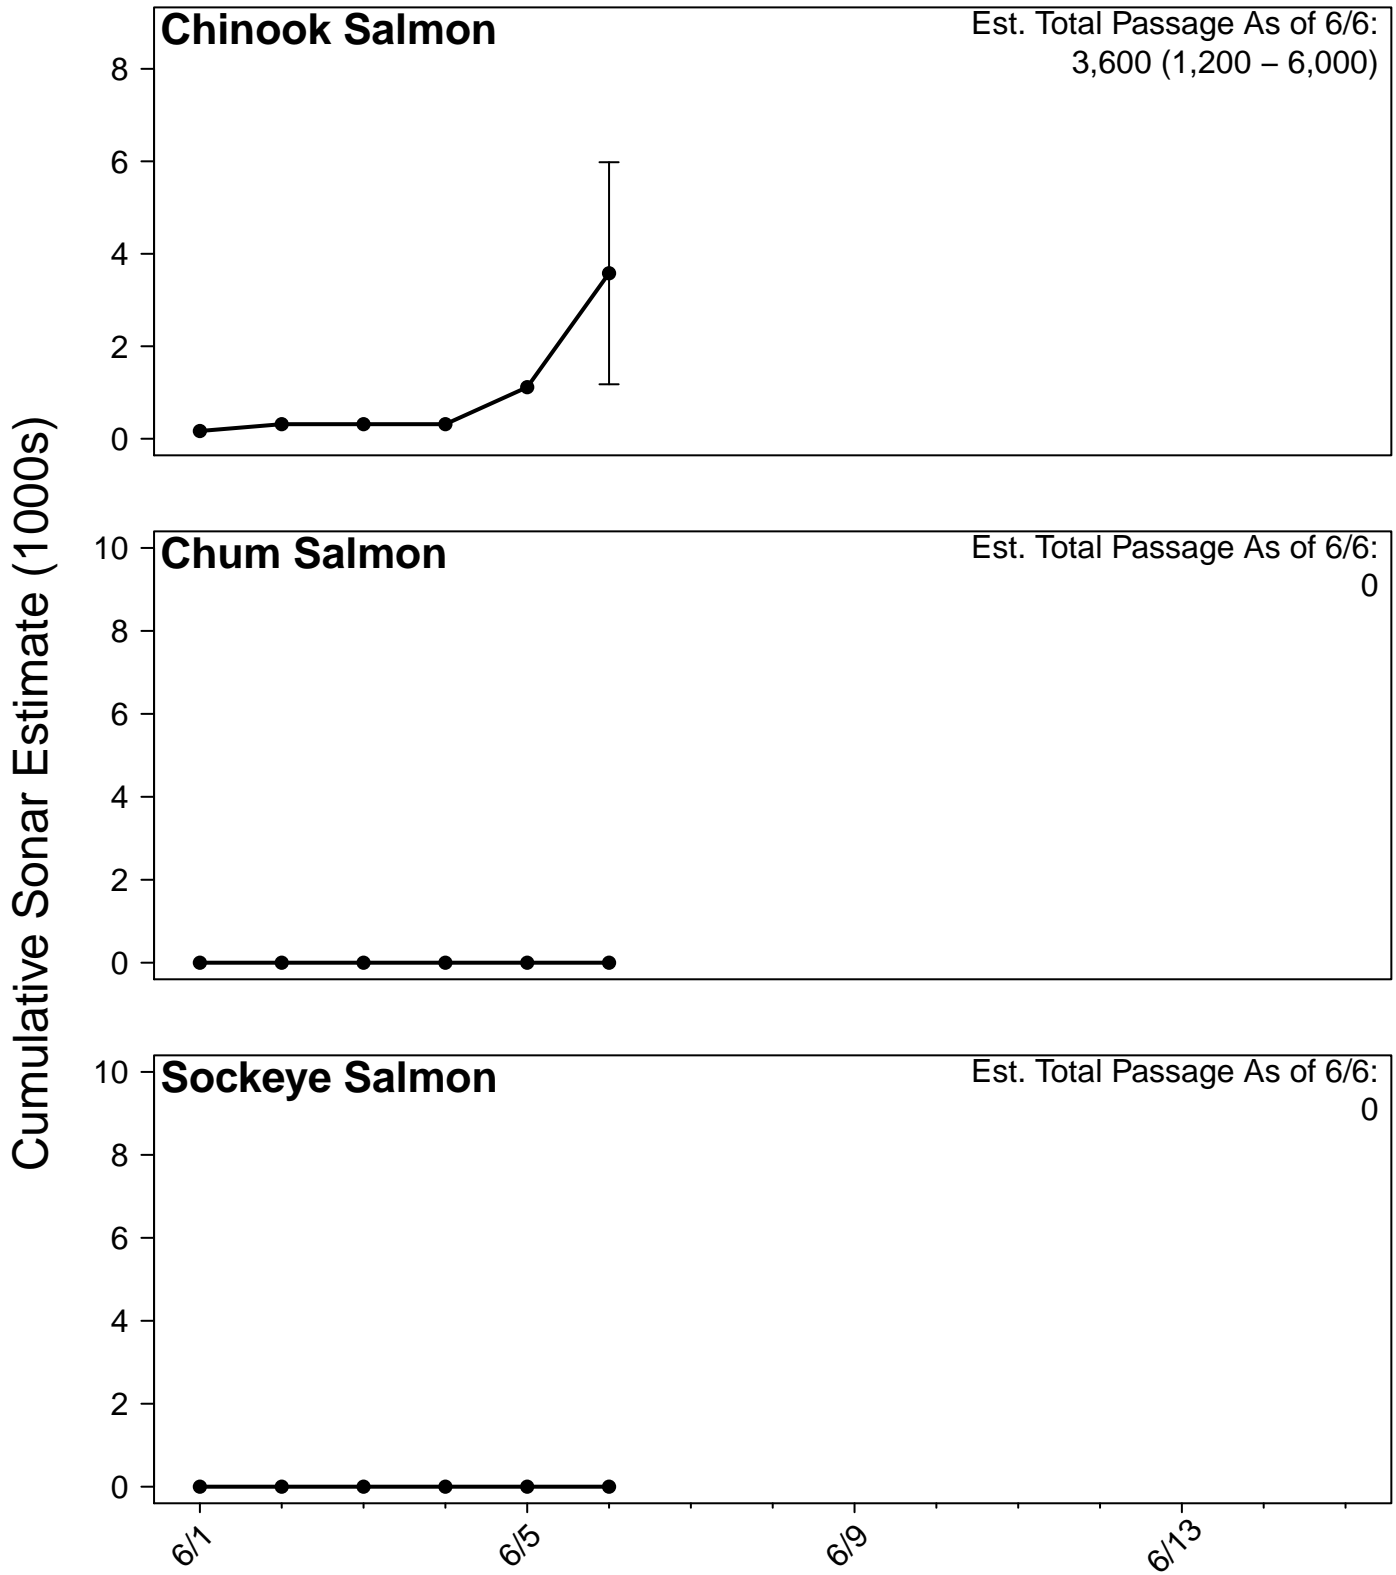 Cumulative Sonar Estimate (1000s)
Chinook Salmon
Est. Total Passage As of 6/6:
3,600 (1,200 – 6,000)
8
6
4
2
0
Chum Salmon
Est. Total Passage As of 6/6:
0
10
8
6
4
2
0
Sockeye Salmon
Est. Total Passage As of 6/6:
0
10
8
6
4
2
0
6/1
6/5
6/9
6/13